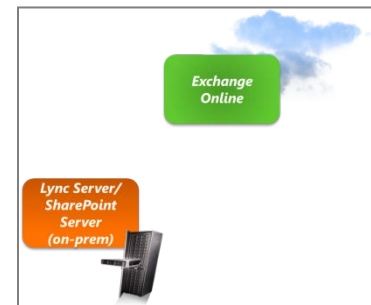 Exchange
Online
Lync Server/
SharePoint
Server
(on-prem)